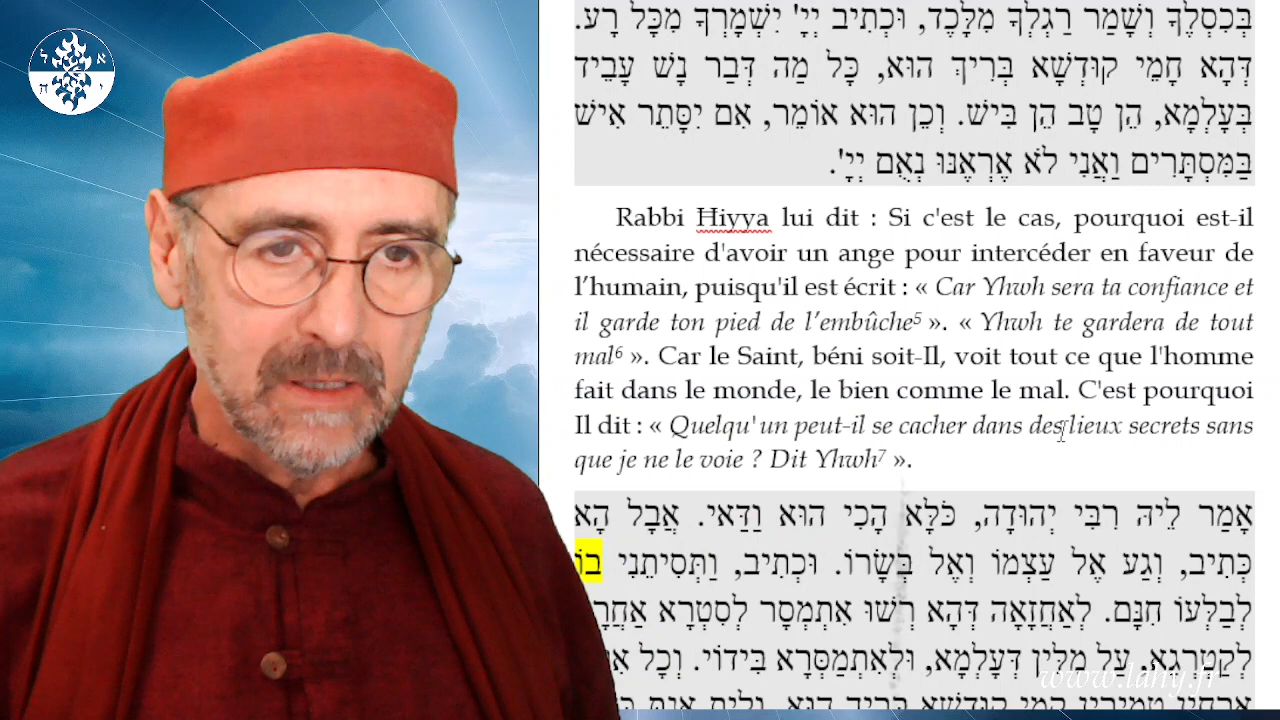 א
ל
י
ה
בְּכִסְלֶךָ וְשָׁמַר רַגְלְךָ מִלָּכֶד, וּכְתִיב יְיָ' יִשְׁמָרְךָ מִכָּל רָע.
דְּהָא חָמֵי קוּדְשָׁא בְּרִיךְ הוּא, כָּל מַה דְּבַר נָשׁ עָבֵיד
בְּעָלְמָא, הֵן טָב הֵן בִּישׁ. וְכֵן הוּא אוֹמֵר, אִם יִסָּתֵר אִישׁ
בַּמִּסְתָּרִים וַאֲנִי לֹא אֶרְאֶנּוּ נְאֻם יְיָ'.
Rabbi Ħiyya lui dit : Si c'est le cas, pourquoi est-il
nécessaire d'avoir un ange pour intercéder en faveur de
l’humain, puisqu'il est écrit : « Car Yhwh sera ta confiance et
il garde ton pied de l’embûche⁵ ». « Yhwh te gardera de tout
mal⁶ ». Car le Saint, béni soit-Il, voit tout ce que l'homme
fait dans le monde, le bien comme le mal. C'est pourquoi
Il dit : « Quelqu'un peut-il se cacher dans des lieux secrets sans
que je ne le voie ? Dit Yhwh⁷ ».
אָמַר לֵיהּ רִבִּי יְהוּדָה, כֹּלָּא הָכִי הוּא וַדַּאי. אֲבָל הָא
כְּתִיב, וְגַע אֶל עַצְמוֹ וְאֶל בְּשָׂרוֹ. וּכְתִיב, וַתְּסִיתֵנִי בוֹ
לְבַלְּעוֹ חִנָּם. לְאַחֲזָאָה דְּהָא רְשׁוּ אִתְמְסַר לְסִטְרָא
לְקַטְרְגָא, עַל מִלִּין דְּעָלְמָא, וּלְאִתְמַסְּרָא בִּידוֹי. וְכָל
www.lahy.fr